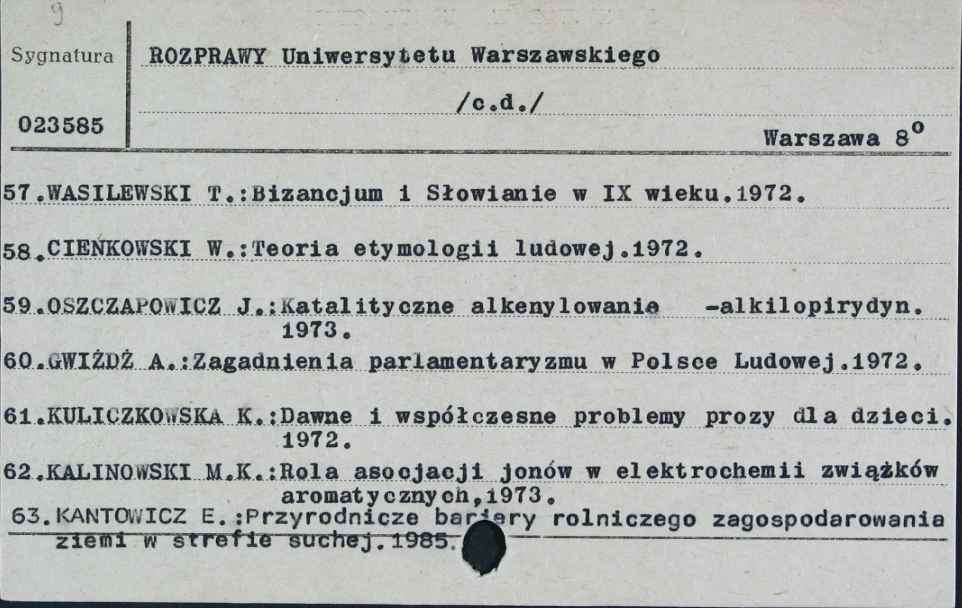 9
Sygnatura
ROZPRAWY Uniwersytetu Warszawskiego
/c.d./
023585
Warszawa 8º
57.WASILEWSKI T.:Bizancjum i Słowianie w IX wieku.1972.
58.CIEŃKOWSKI W.:Teoria etymologii ludowej.1972.
59.OSZCZAPOWICZ J.:Katalityczne alkenylowanie -alkilopirydyn.
1973.
60.GWIŻDŻ A.:Zagadnienia parlamentaryzmu w Polsce Ludowej.1972.
61.KULICZKOWSKA K.:Dawne i współczesne problemy prozy dla dzieci.
1972.
62.KALINOWSKI M.K.:Rola asocjacji jonów w elektrochemii związków
aromatycznych,1973.
63.KANTOWICZ E.:Przyrodnicze bariery rolniczego zagospodarowania
ziemi w strefie suchej.1985.